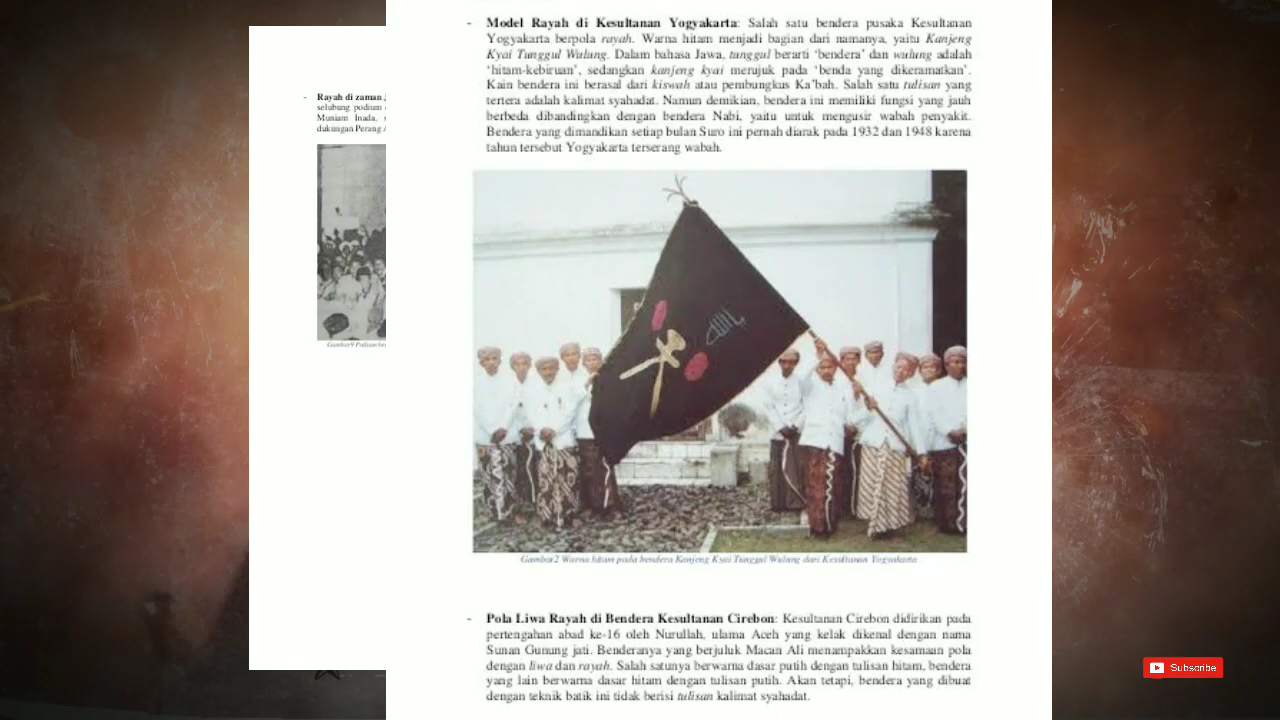 Rayah di zaman
selubung podium
Muniam Inada,
dukungan Perang
- Model Rayah di Kesultanan Yogyakarta: Salah satu bendera pusaka Kesultanan
Yogyakarta berpola rayah. Warna hitam menjadi bagian dari namanya, yaitu Kanjeng
Kyai Tunggul Wulung. Dalam bahasa Jawa, tunggul berarti ‘bendera’ dan wulung adalah
‘hitam-kebiruan’, sedangkan kanjeng kyai merujuk pada ‘benda yang dikeramatkan’.
Kain bendera ini berasal dari kiswah atau pembungkus Ka’bah. Salah satu tulisan yang
tertera adalah kalimat syahadat. Namun demikian, bendera ini memiliki fungsi yang jauh
berbeda dibandingkan dengan bendera Nabi, yaitu untuk mengusir wabah penyakit.
Bendera yang dimandikan setiap bulan Suro ini pernah diarak pada 1932 dan 1948 karena
tahun tersebut Yogyakarta terserang wabah.
Gambar2 Warna hitam pada bendera Kanjeng Kyai Tunggul Wulung dari Kesultanan Yogyakarta
- Pola Liwa Rayah di Bendera Kesultanan Cirebon: Kesultanan Cirebon didirikan pada
pertengahan abad ke-16 oleh Nurullah, ulama Aceh yang kelak dikenal dengan nama
Sunan Gunung jati. Benderanya yang berjuluk Macan Ali menampakkan kesamaan pola
dengan liwa dan rayah. Salah satunya berwarna dasar putih dengan tulisan hitam, bendera
yang lain berwarna dasar hitam dengan tulisan putih. Akan tetapi, bendera yang dibuat
dengan teknik batik ini tidak berisi tulisan kalimat syahadat.
Subscribe